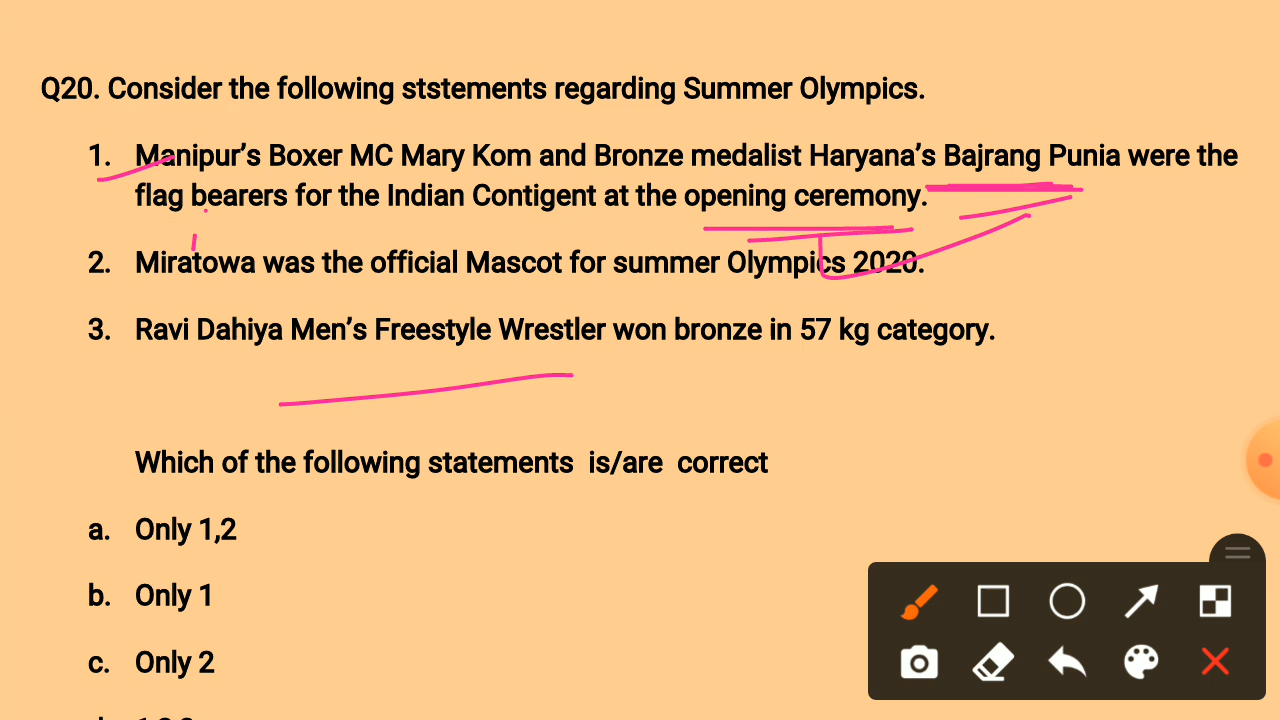 Q20. Consider the following ststements regarding Summer Olympics.
1. Manipur's Boxer MC Mary Kom and Bronze medalist Haryana's Bajrang Punia were the
flag bearers for the Indian Contigent at the opening ceremony.
2. Miratowa was the official Mascot for summer Olympics 2020.
3. Ravi Dahiya Men's Freestyle Wrestler won bronze in 57 kg category.
Which of the following statements is/are correct
a. Only 1,2
b. Only 1
c. Only 2